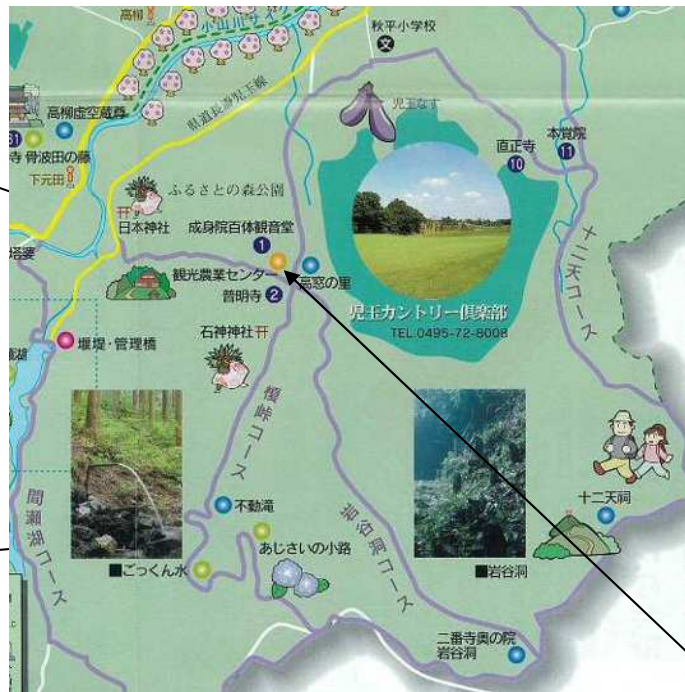 高柳
小山川サイク
秋平小学校
文
県道長瀞児玉線
児玉なす
高柳虚空蔵尊
31
寺 骨波田の藤
下元田
直正寺
10
本覚院
11
ふるさとの森公園
日本神社
成身院百体観音堂
1
塔婆
観光農業センター
高窓の里
普明寺 2
十二天コース
児玉カントリー倶楽部
TEL.0495-72-8008
石神神社
堰堤・管理橋
榎峠コース
間瀬湖コース
不動滝
岩谷洞コース
十二天祠
あじさいの小路
■ごっくん水
■岩谷洞
二番寺奥の院
岩谷洞